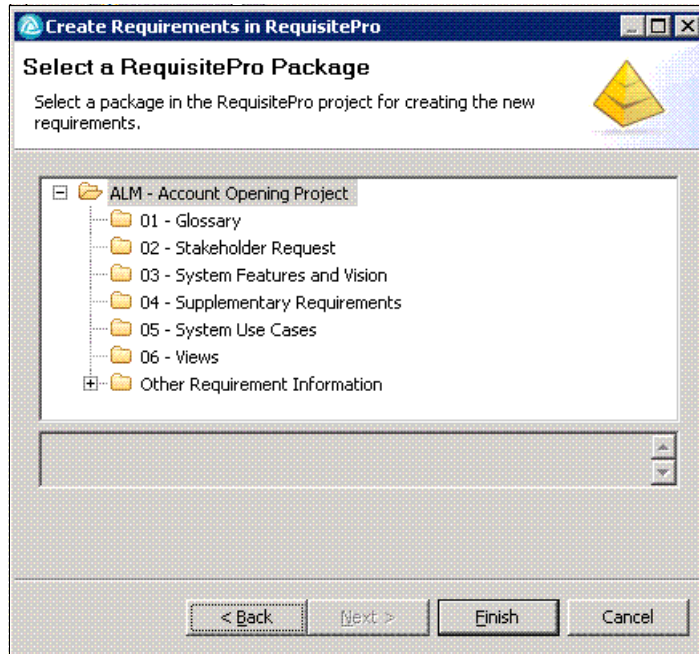 Create Requirements in RequisitePro
Select a RequisitePro Package
Select a package in the RequisitePro project for creating the new
requirements.
ALM - Account Opening Project
01 - Glossary
02 - Stakeholder Request
03 - System Features and Vision
04 - Supplementary Requirements
05 - System Use Cases
06 - Views
Other Requirement Information
< Back Next > Finish Cancel